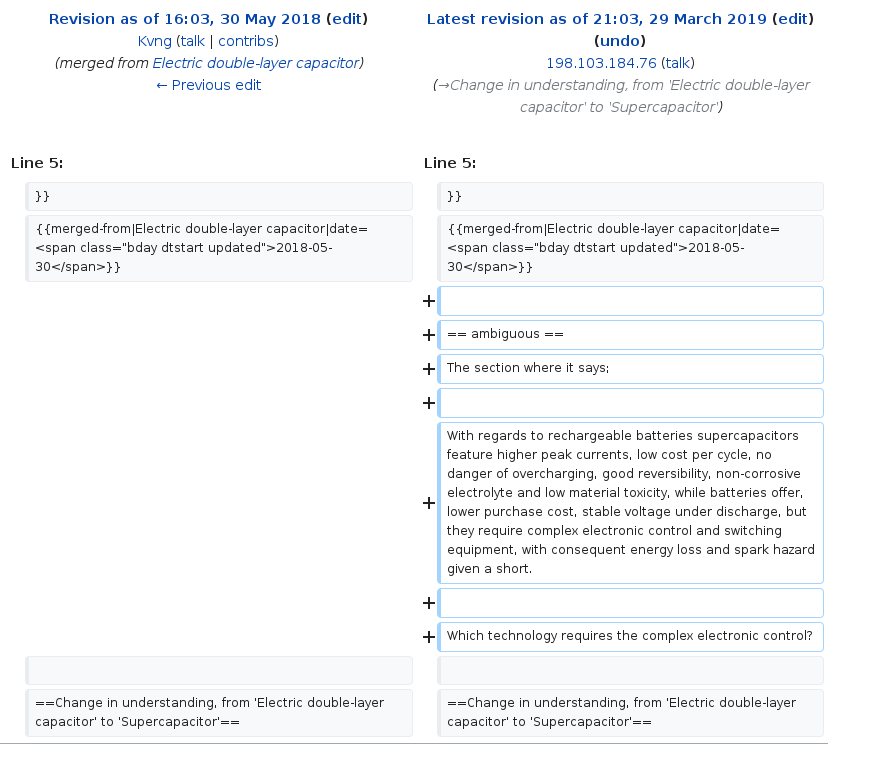 Revision as of 16:03, 30 May 2018 (edit)
Kvng (talk | contribs)
(merged from Electric double-layer capacitor)
← Previous edit
Latest revision as of 21:03, 29 March 2019 (edit)
(undo)
198.103.184.76 (talk)
(→Change in understanding, from 'Electric double-layer
capacitor' to 'Supercapacitor')
Line 5:
Line 5:
}}
}}
{{merged-from|Electric double-layer capacitor|date=
<span class="bday dtstart updated">2018-05-
30</span>}}
{{merged-from|Electric double-layer capacitor|date=
<span class="bday dtstart updated">2018-05-
30</span>}}
+
+ == ambiguous ==
+ The section where it says;
+
With regards to rechargeable batteries supercapacitors
feature higher peak currents, low cost per cycle, no
danger of overcharging, good reversibility, non-corrosive
electrolyte and low material toxicity, while batteries offer,
+ lower purchase cost, stable voltage under discharge, but
they require complex electronic control and switching
equipment, with consequent energy loss and spark hazard
given a short.
+
+ Which technology requires the complex electronic control?
==Change in understanding, from 'Electric double-layer
capacitor' to 'Supercapacitor'==
==Change in understanding, from 'Electric double-layer
capacitor' to 'Supercapacitor'==